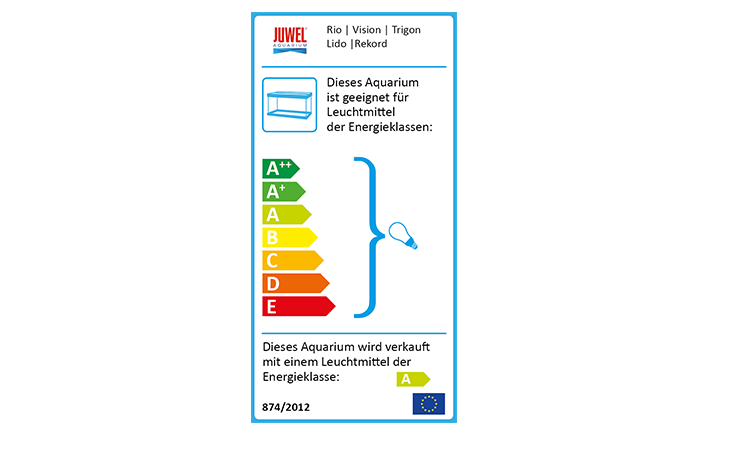 JUWEL®
AQUARIUM
Rio | Vision | Trigon
Lido |Rekord
Dieses Aquarium
ist geeignet für
Leuchtmittel
der Energieklassen:
A++
A+
A
B
C
D
E
Dieses Aquarium wird verkauft
mit einem Leuchtmittel der
Energieklasse:
A
874/2012